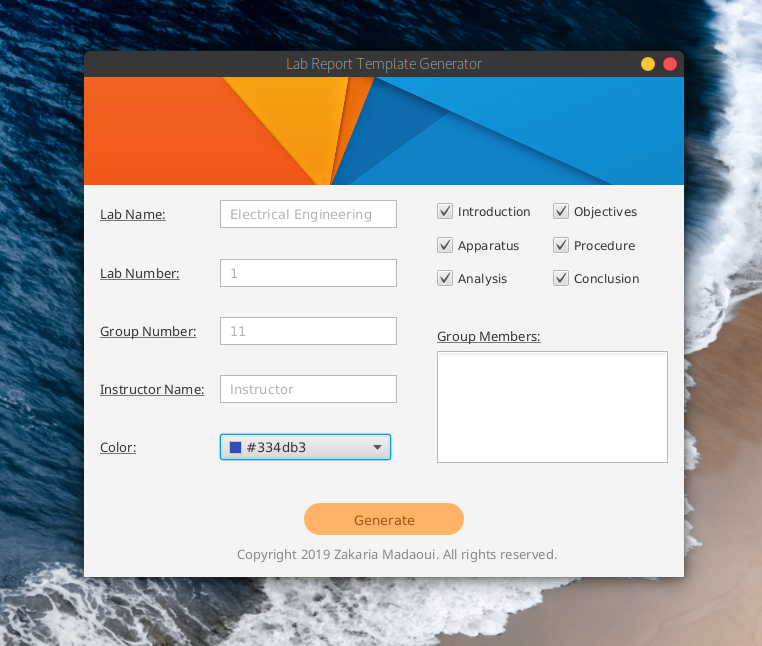 Lab Report Template Generator
Lab Name:
Electrical Engineering
Lab Number:
1
Group Number:
11
Instructor Name:
Instructor
Color:
#334db3
Introduction
Objectives
Apparatus
Procedure
Analysis
Conclusion
Group Members:
Generate
Copyright 2019 Zakaria Madaoui. All rights reserved.